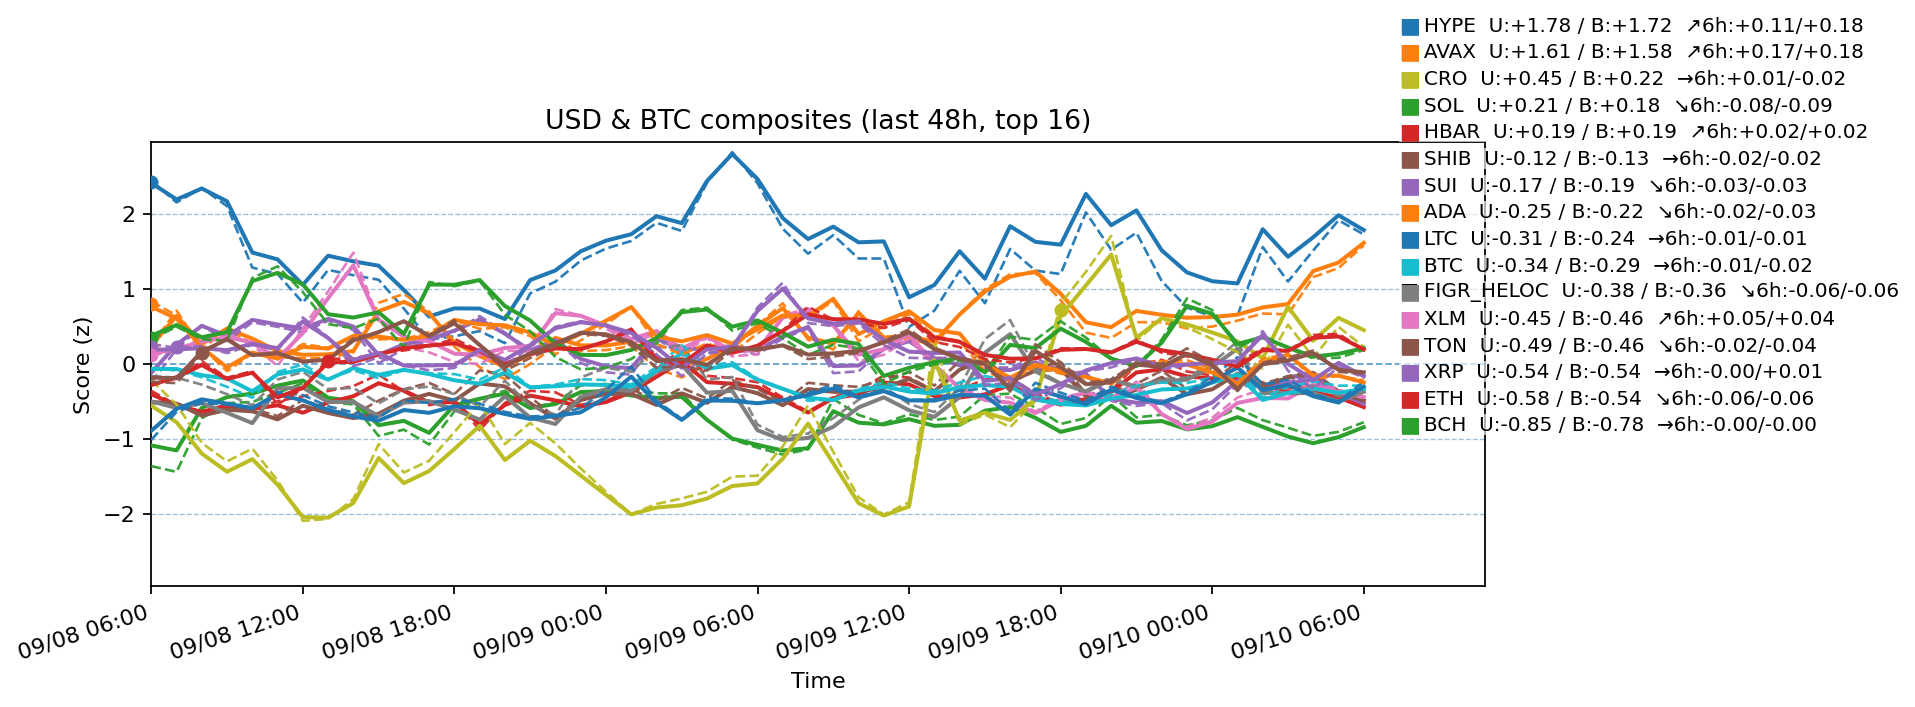 HYPE U:+1.78 / B:+1.72 ↗6h:+0.11/+0.18
AVAX U:+1.61 / B:+1.58 ↗6h:+0.17/+0.18
CRO U:+0.45 / B:+0.22 →6h:+0.01/-0.02
SOL U:+0.21 / B:+0.18 ↘6h:-0.08/-0.09
HBAR U:+0.19 / B:+0.19 ↗6h:+0.02/+0.02
SHIB U:-0.12 / B:-0.13 →6h:-0.02/-0.02
SUI U:-0.17 / B:-0.19 ↘6h:-0.03/-0.03
ADA U:-0.25 / B:-0.22 ↘6h:-0.02/-0.03
LTC U:-0.31 / B:-0.24 →6h:-0.01/-0.01
BTC U:-0.34 / B:-0.29 →6h:-0.01/-0.02
FIGR_HELOC U:-0.38 / B:-0.36 ↘6h:-0.06/-0.06
XLM U:-0.45 / B:-0.46 ↗6h:+0.05/+0.04
TON U:-0.49 / B:-0.46 ↘6h:-0.02/-0.04
XRP U:-0.54 / B:-0.54 →6h:-0.00/+0.01
ETH U:-0.58 / B:-0.54 ↘6h:-0.06/-0.06
BCH U:-0.85 / B:-0.78 →6h:-0.00/-0.00
USD & BTC composites (last 48h, top 16)
Score (z)
2
1
0
−1
−2
09/08 06:00
09/08 12:00
09/08 18:00
09/09 00:00
09/09 06:00
09/09 12:00
09/09 18:00
09/10 00:00
09/10 06:00
Time